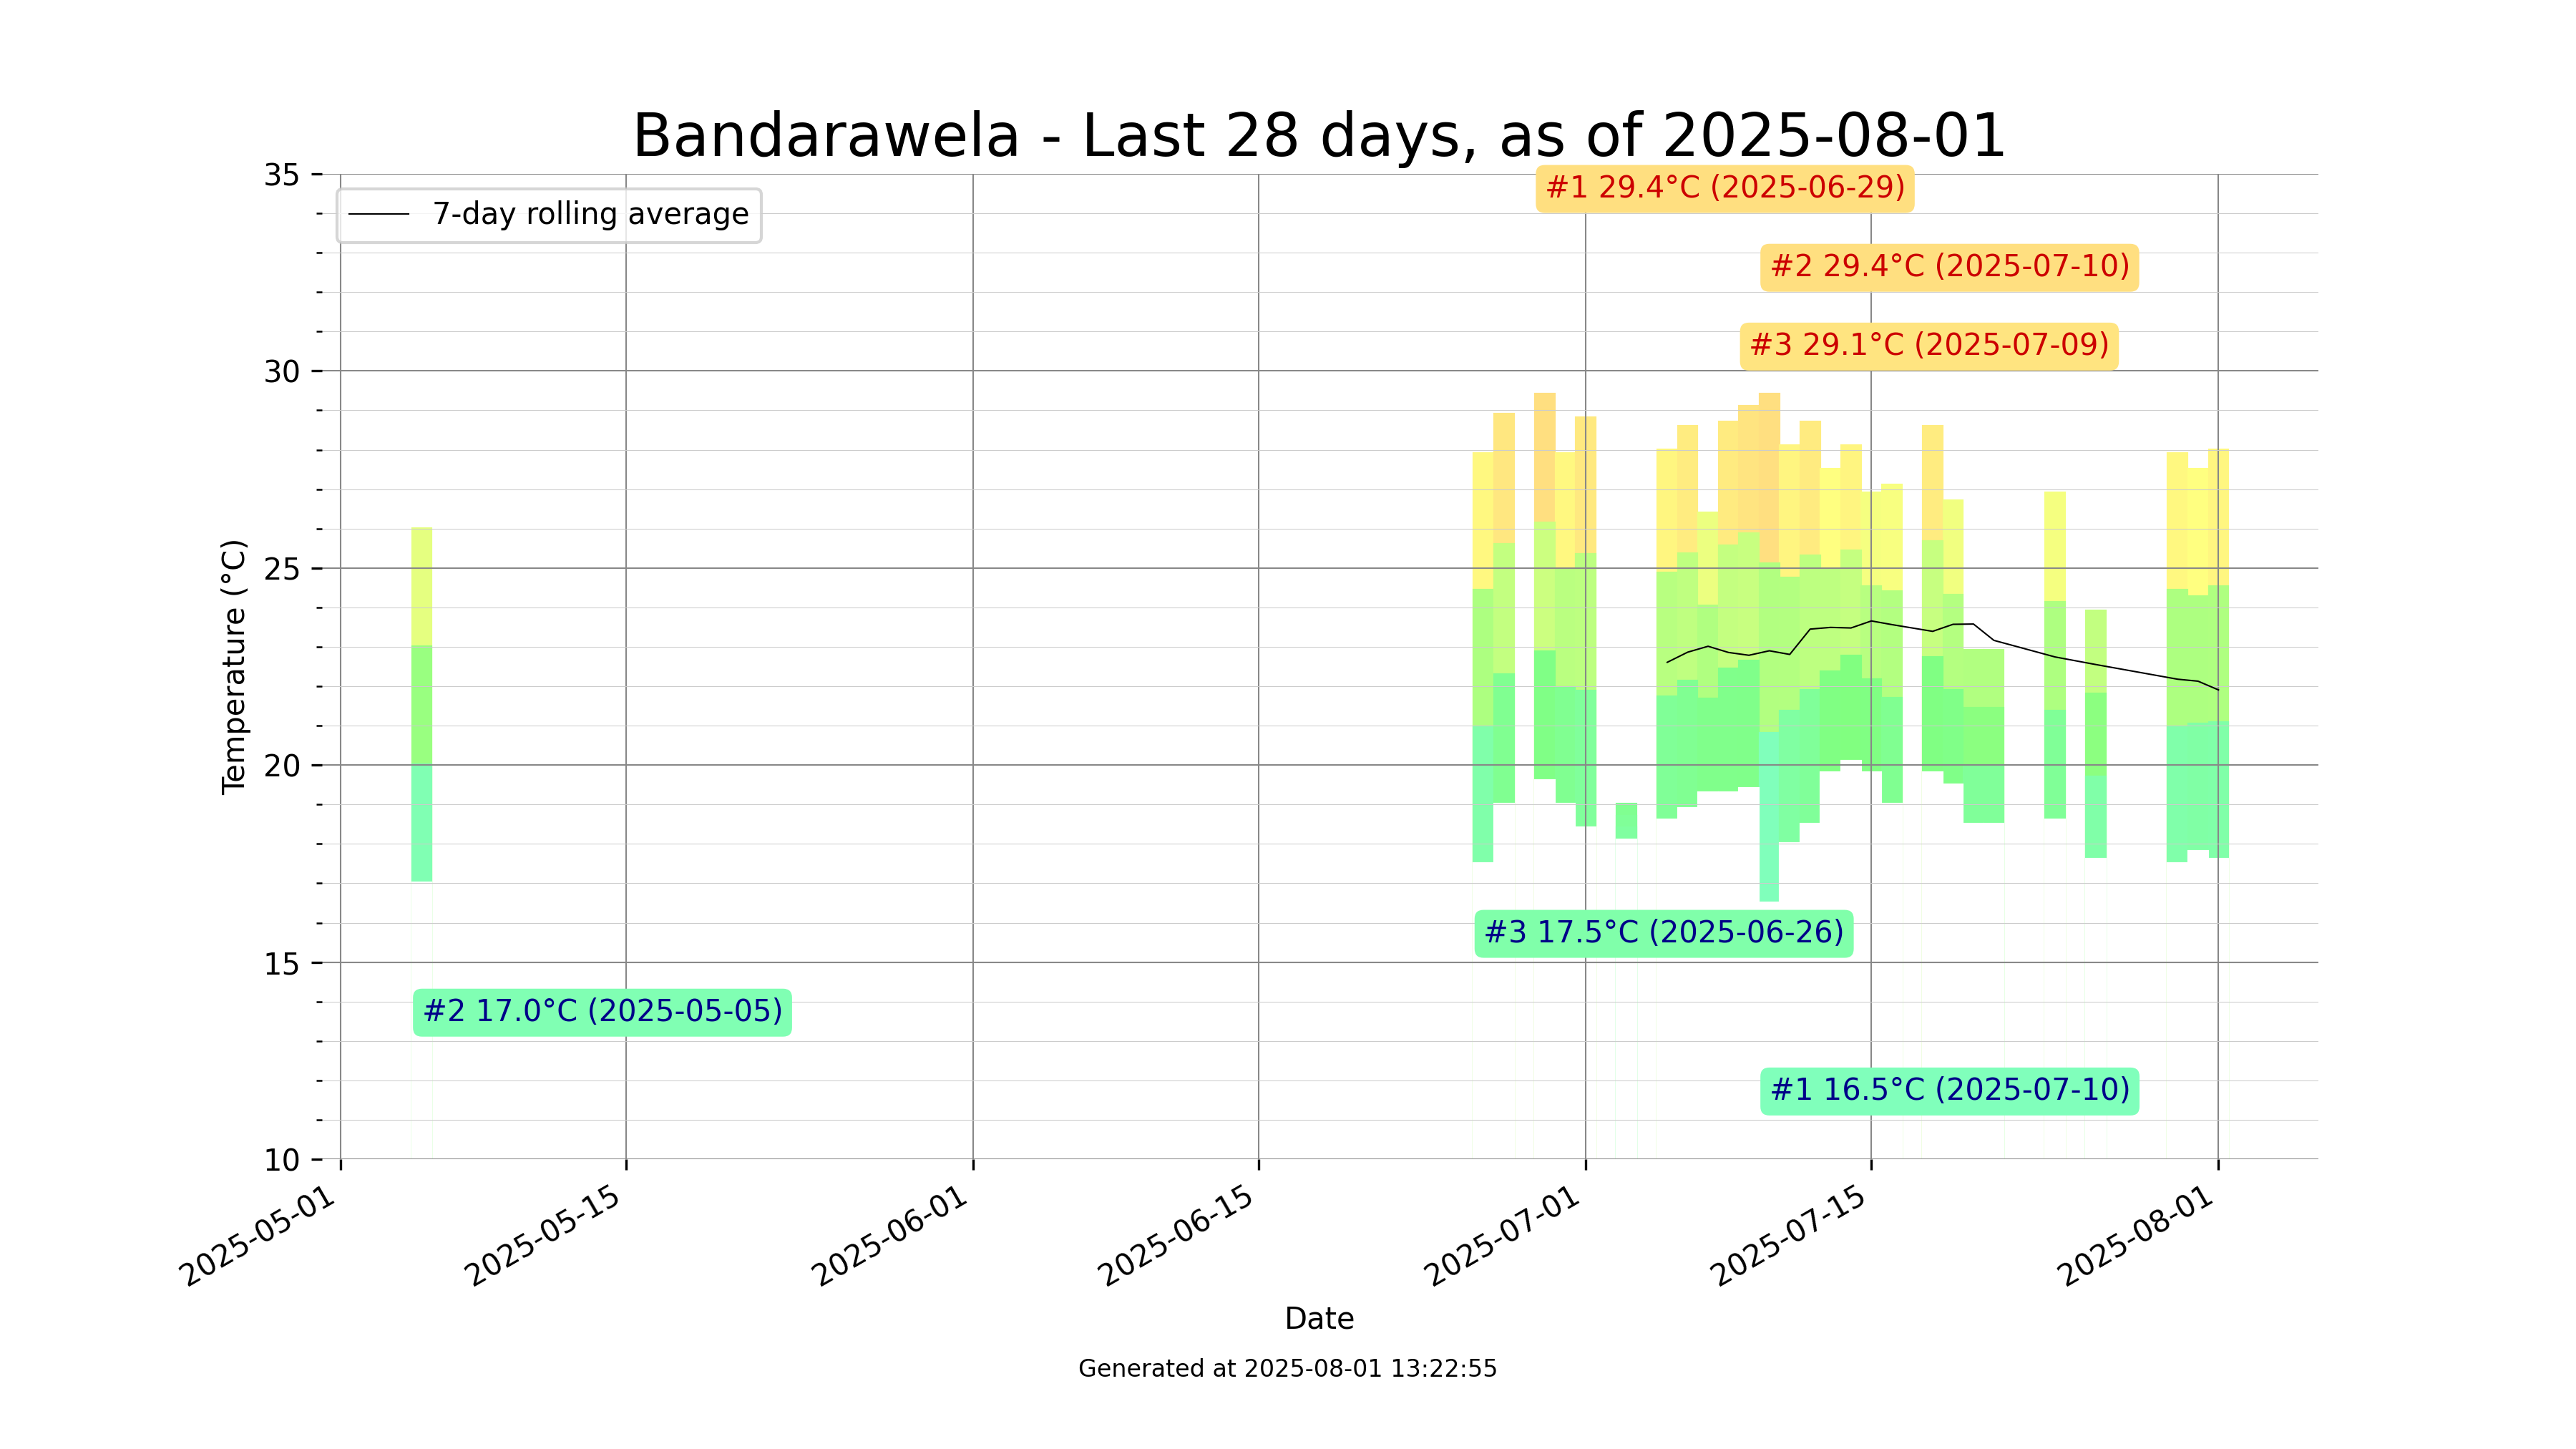 Bandarawela - Last 28 days, as of 2025-08-01
7-day rolling average
#1 29.4°C (2025-06-29)
#2 29.4°C (2025-07-10)
#3 29.1°C (2025-07-09)
#3 17.5°C (2025-06-26)
#2 17.0°C (2025-05-05)
#1 16.5°C (2025-07-10)
Temperature (°C)
35
30
25
20
15
10
2025-05-01
2025-05-15
2025-06-01
2025-06-15
2025-07-01
2025-07-15
2025-08-01
Date
Generated at 2025-08-01 13:22:55